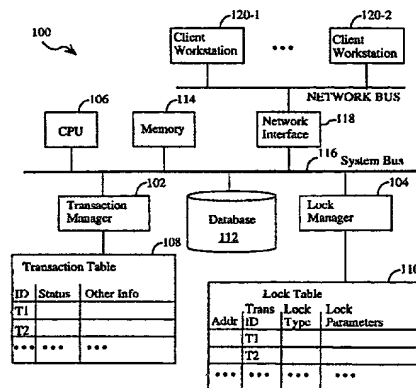 100
120-1
120-2
Client
Workstation
•••
Client
Workstation
NETWORK BUS
106
114
118
CPU
Memory
Network
Interface
116
System Bus
102
104
Transaction
Manager
Database
112
Lock
Manager
108
110
Transaction Table
ID Status Other Info
T1
T2
••• ••• •••
Lock Table
Addr Trans ID Lock Type Lock Parameters
T1
T2
••• ••• ••• •••